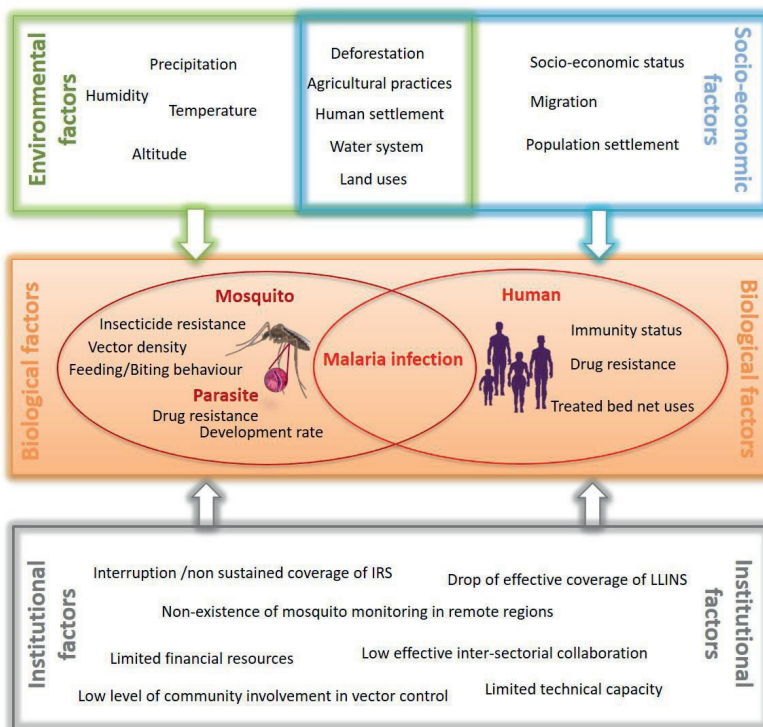 Environmental
factors
Precipitation
Humidity
Temperature
Altitude
Deforestation
Agricultural practices
Human settlement
Water system
Land uses
Socio-economic status
Migration
Population settlement
Socio-economic
factors
Biological factors
Mosquito
Insecticide resistance
Vector density
Feeding/Biting behaviour
Parasite
Drug resistance
Development rate
Malaria infection
Human
Immunity status
Drug resistance
Treated bed net uses
Biological factors
Institutional
factors
Interruption /non sustained coverage of IRS
Drop of effective coverage of LLINS
Non-existence of mosquito monitoring in remote regions
Limited financial resources
Low effective inter-sectorial collaboration
Low level of community involvement in vector control
Limited technical capacity
Institutional
factors